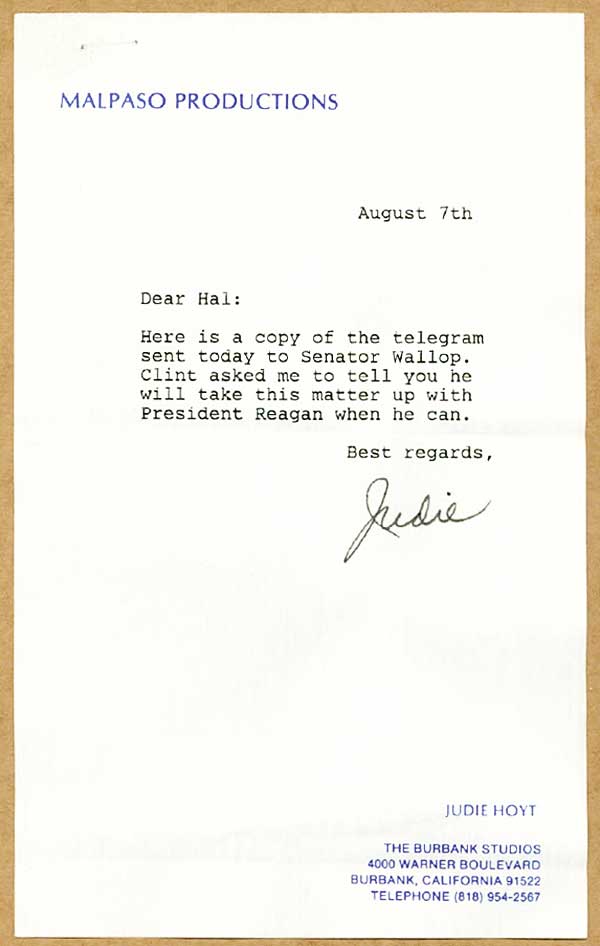 MALPASO PRODUCTIONS
August 7th
Dear Hal:
Here is a copy of the telegram
sent today to Senator Wallop.
Clint asked me to tell you he
will take this matter up with
President Reagan when he can.
Best regards,
Judie
JUDIE HOYT
THE BURBANK STUDIOS
4000 WARNER BOULEVARD
BURBANK, CALIFORNIA 91522
TELEPHONE (818) 954-2567